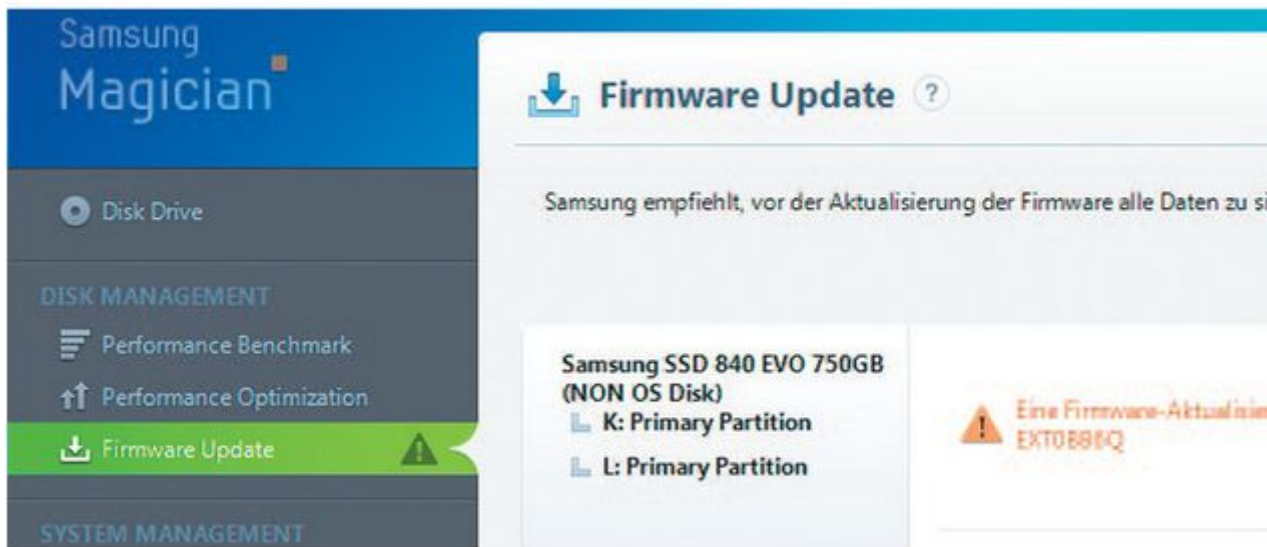 Samsung
Magician
Disk Drive
DISK MANAGEMENT
Performance Benchmark
Performance Optimization
Firmware Update
SYSTEM MANAGEMENT
Firmware Update ?
Samsung empfiehlt, vor der Aktualisierung der Firmware alle Daten zu si
Samsung SSD 840 EVO 750GB
(NON OS Disk)
K: Primary Partition
L: Primary Partition
Eine Firmware-Aktualisie